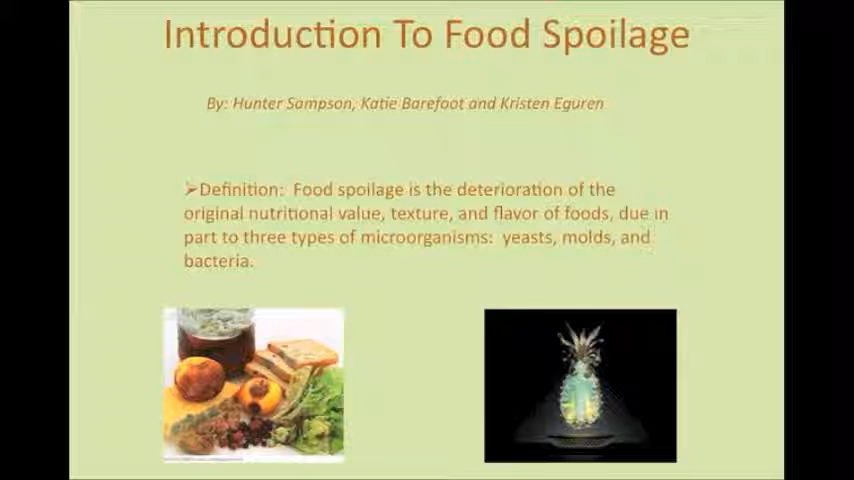 Introduction To Food Spoilage
By: Hunter Sampson, Katie Barefoot and Kristen Eguren
➢Definition: Food spoilage is the deterioration of the
original nutritional value, texture, and flavor of foods, due in
part to three types of microorganisms: yeasts, molds, and
bacteria.